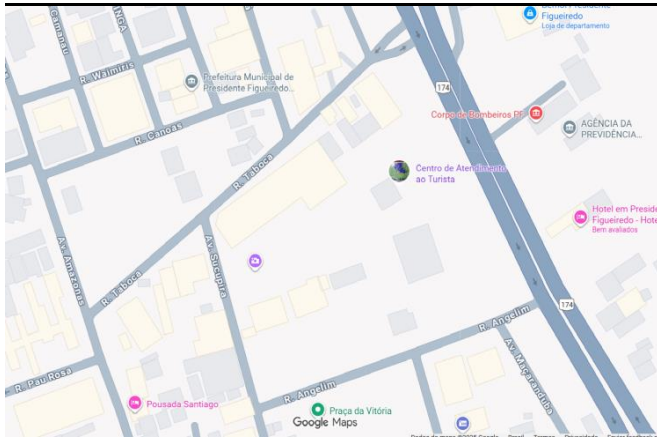 Figueiredo
Loja de departamento
R. Waimiris
Prefeitura Municipal de
Presidente Figueiredo...
174
Corpo de Bombeiros PF
AGÊNCIA DA
PREVIDÊNCIA...
R. Canoas
Centro de Atendimento
ao Turista
R. Taboca
Hotel em Preside
Figueiredo - Hote
Bem avaliados
Av. Amazonas
Av. Sucupira
R. Taboca
174
R. Angelim
Av. Maçaranduba
R. Pau Rosa
R. Angelim
Pousada Santiago
Praça da Vitória
Google Maps